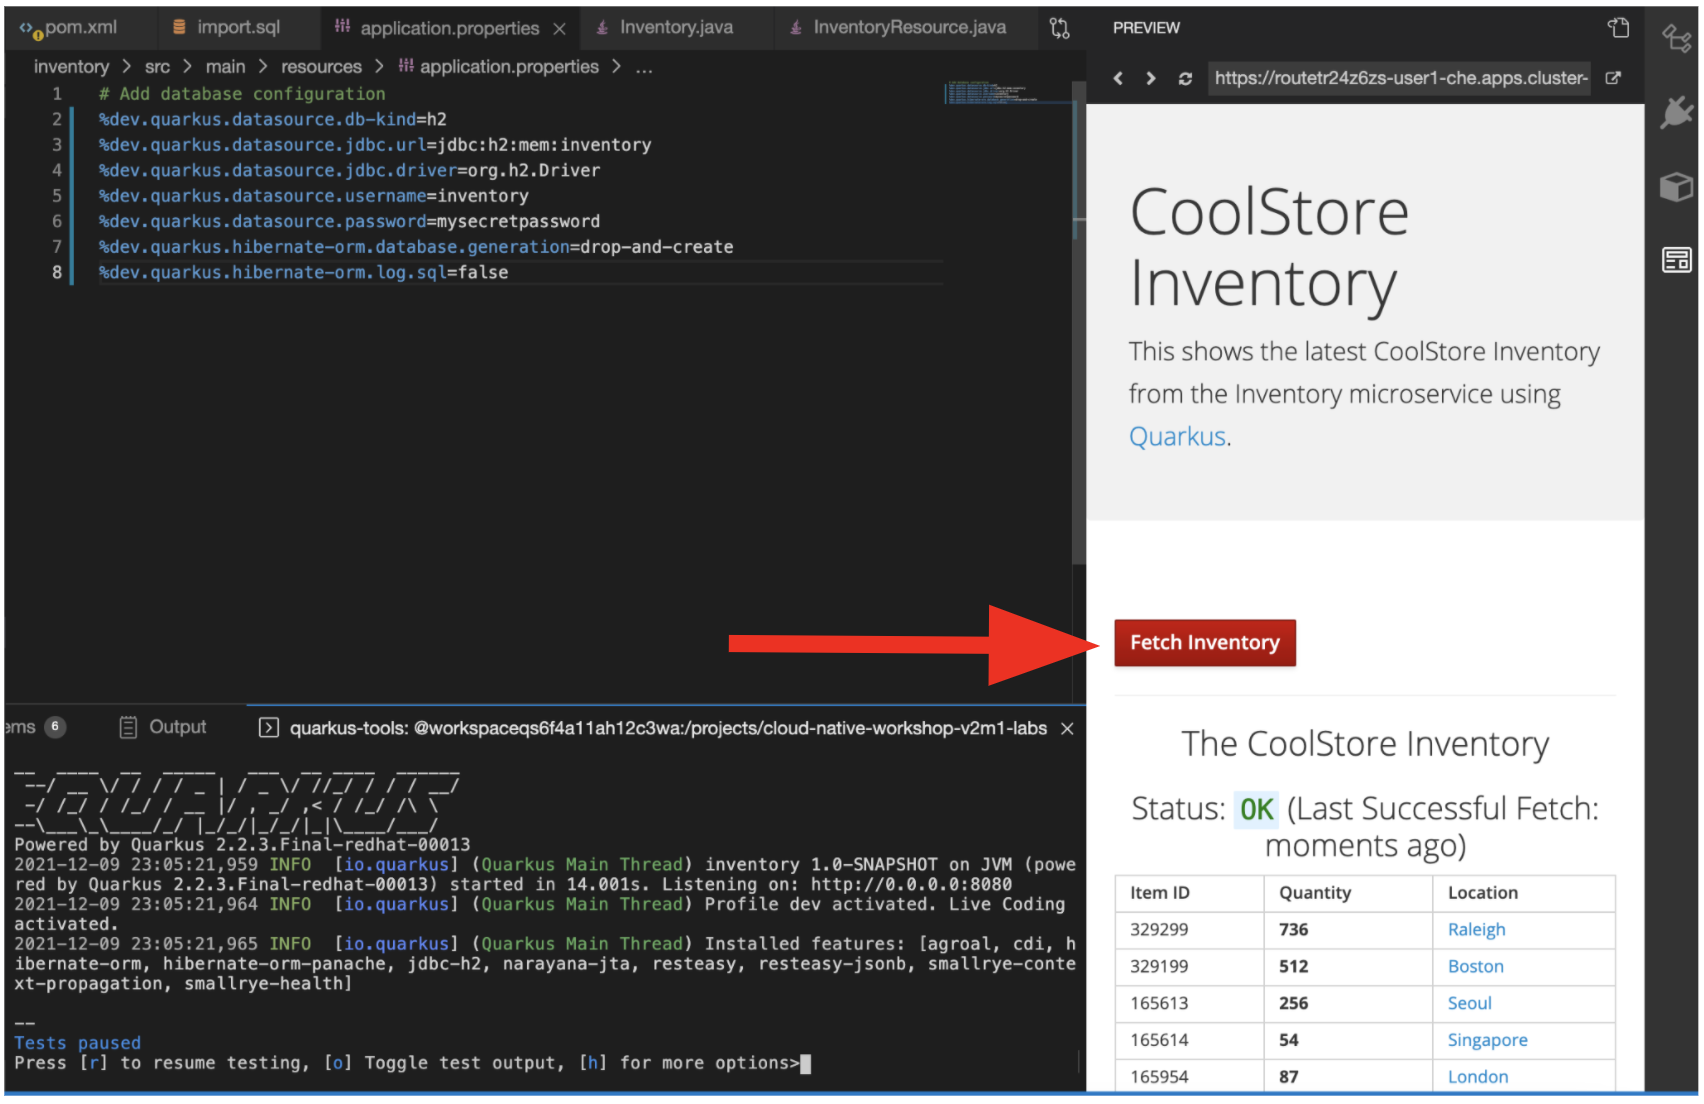 pom.xml
import.sql
application.properties
Inventory.java
InventoryResource.java
inventory > src > main > resources > application.properties > ...
1 # Add database configuration
2 %dev.quarkus.datasource.db-kind=h2
3 %dev.quarkus.datasource.jdbc.url=jdbc:h2:mem:inventory
4 %dev.quarkus.datasource.jdbc.driver=org.h2.Driver
5 %dev.quarkus.datasource.username=inventory
6 %dev.quarkus.datasource.password=mysecretpassword
7 %dev.quarkus.hibernate-orm.database.generation=drop-and-create
8 %dev.quarkus.hibernate-orm.log.sql=false
ems 6
Output
quarkus-tools: @workspaceqs6f4a11ah12c3wa:/projects/cloud-native-workshop-v2m1-labs
QUARKUS
Powered by Quarkus 2.2.3.Final-redhat-00013
2021-12-09 23:05:21,959 INFO [io.quarkus] (Quarkus Main Thread) inventory 1.0-SNAPSHOT on JVM (powe
red by Quarkus 2.2.3.Final-redhat-00013) started in 14.001s. Listening on: http://0.0.0.0:8080
2021-12-09 23:05:21,964 INFO [io.quarkus] (Quarkus Main Thread) Profile dev activated. Live Coding
activated.
2021-12-09 23:05:21,965 INFO [io.quarkus] (Quarkus Main Thread) Installed features: [agroal, cdi, h
ibernate-orm, hibernate-orm-panache, jdbc-h2, narayana-jta, resteasy, resteasy-jsonb, smallrye-conte
xt-propagation, smallrye-health]
--
Tests paused
Press [r] to resume testing, [o] Toggle test output, [h] for more options>
PREVIEW
https://routetr24z6zs-user1-che.apps.cluster-
CoolStore
Inventory
This shows the latest CoolStore Inventory
from the Inventory microservice using
Quarkus.
Fetch Inventory
The CoolStore Inventory
Status: OK (Last Successful Fetch:
moments ago)
Item ID Quantity Location
329299 736 Raleigh
329199 512 Boston
165613 256 Seoul
165614 54 Singapore
165954 87 London